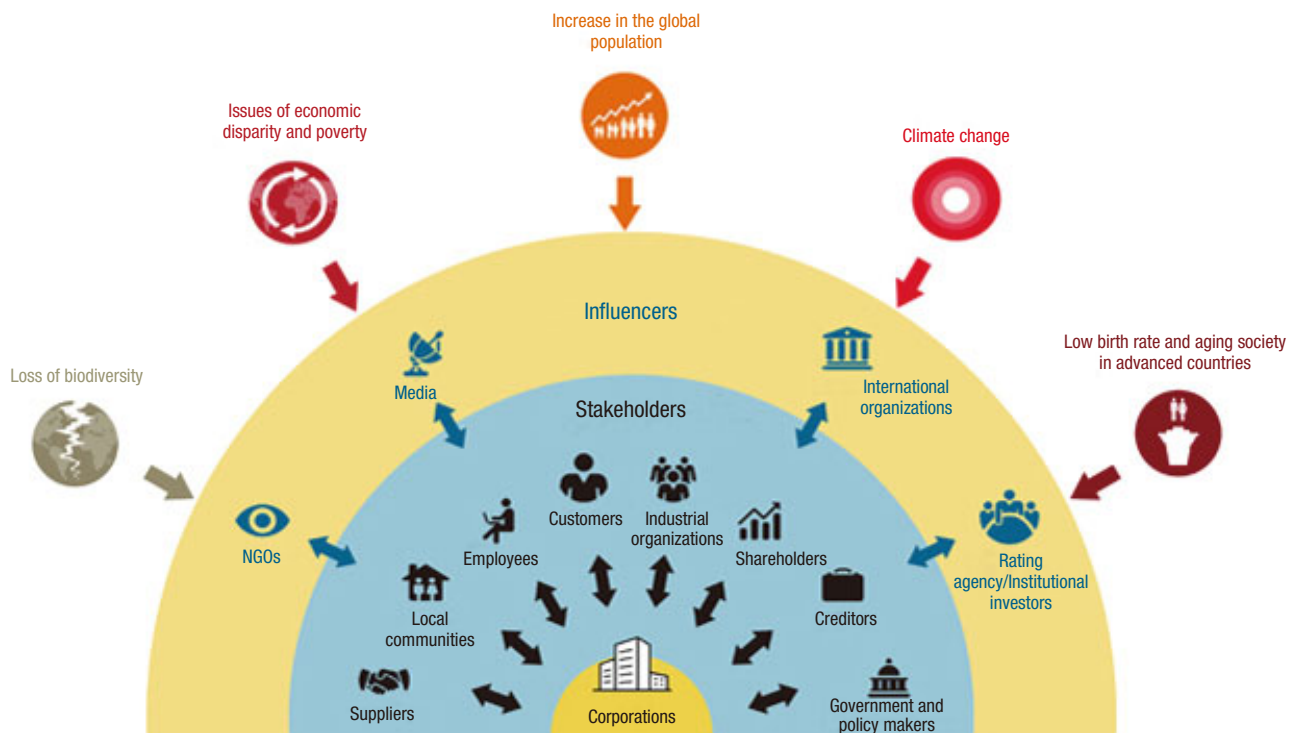 Increase in the global
population
Issues of economic
disparity and poverty
Climate change
Low birth rate and aging society
in advanced countries
Loss of biodiversity
Influencers
Media
International
organizations
NGOs
Rating
agency/Institutional
investors
Stakeholders
Customers
Industrial
organizations
Employees
Shareholders
Local
communities
Creditors
Suppliers
Government and
policy makers
Corporations